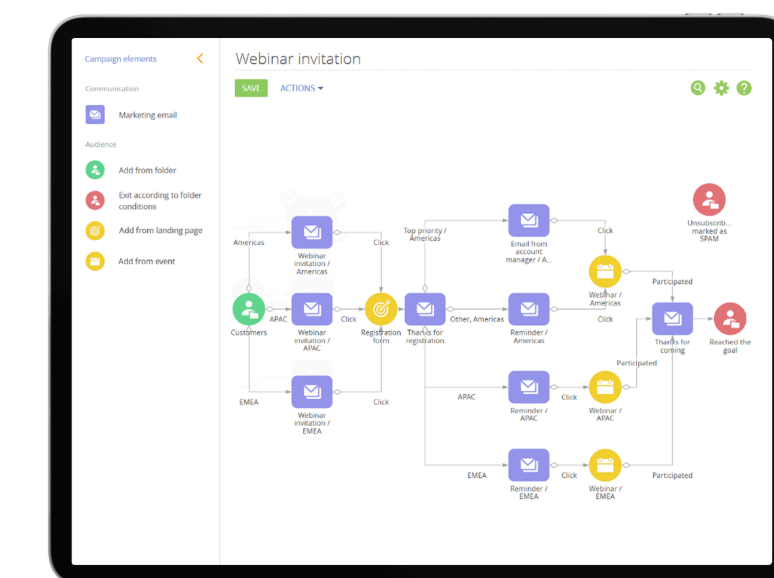 Campaign elements
Communication
Marketing email
Audience
Add from folder
Exit according to folder
conditions
Add from landing page
Add from event
Webinar invitation
SAVE
ACTIONS
Americas
Webinar
invitation /
Americas
Click
Customers
APAC
Webinar
invitation /
APAC
Click
Registration
form
Thanks for
registration
EMEA
Webinar
invitation /
EMEA
Click
Top priority /
Americas
Email from
account
manager / A...
Click
Other, Americas
Reminder /
Americas
Click
Webinar /
Americas
Participated
APAC
Reminder /
APAC
Click
Webinar /
APAC
Participated
EMEA
Reminder /
EMEA
Click
Webinar /
EMEA
Participated
Thanks for
coming
Reached the
goal
Unsubscrib...
marked as
SPAM